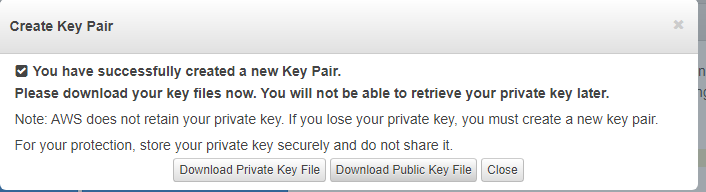 Create Key Pair ×
You have successfully created a new Key Pair.
Please download your key files now. You will not be able to retrieve your private key later.
Note: AWS does not retain your private key. If you lose your private key, you must create a new key pair.
For your protection, store your private key securely and do not share it.
Download Private Key File Download Public Key File Close